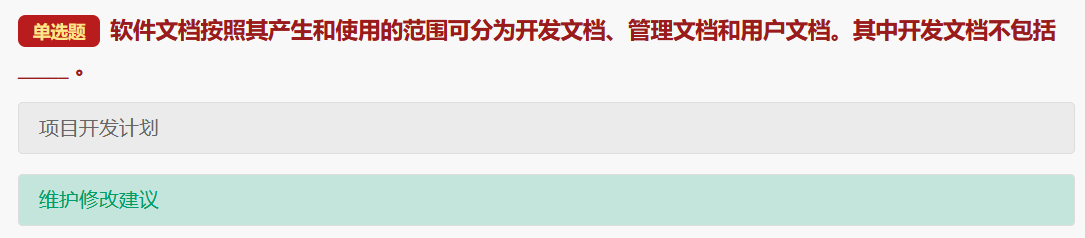 单选题 软件文档按照其产生和使用的范围可分为开发文档、管理文档和用户文档。其中开发文档不包括
_____ 。
项目开发计划
维护修改建议